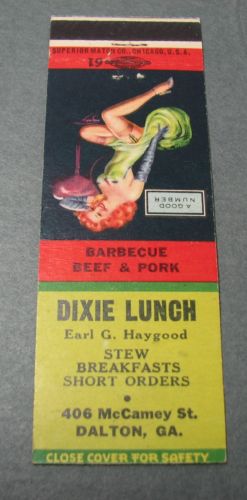 SUPERIOR MATCH CO., CHICAGO, U.S.A.
61
A GOOD
NUMBER
BARBECUE
BEEF & PORK
DIXIE LUNCH
Earl G. Haygood
STEW
BREAKFASTS
SHORT ORDERS
•
406 McCamey St.
DALTON, GA.
CLOSE COVER FOR SAFETY